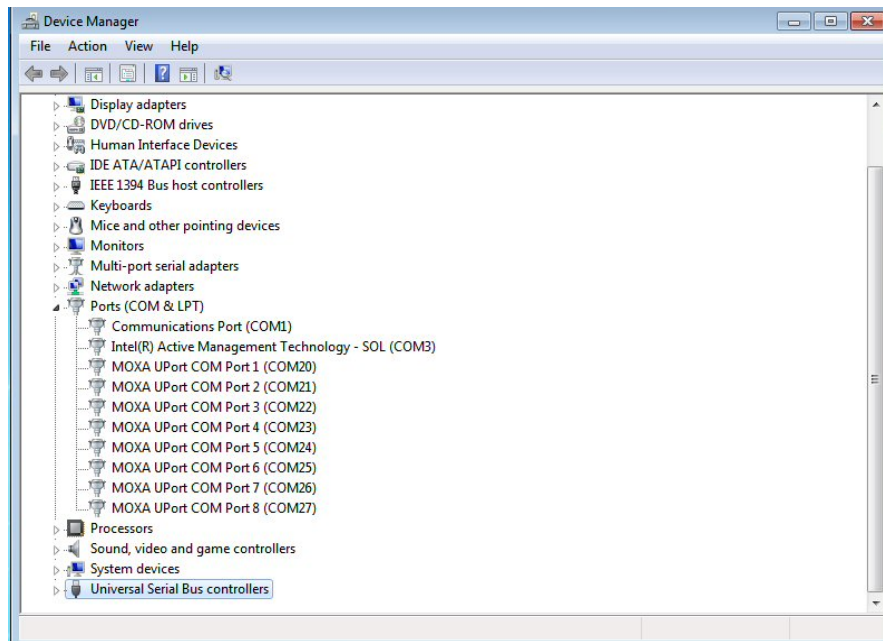 Device Manager
File Action View Help
Display adapters
DVD/CD-ROM drives
Human Interface Devices
IDE ATA/ATAPI controllers
IEEE 1394 Bus host controllers
Keyboards
Mice and other pointing devices
Monitors
Multi-port serial adapters
Network adapters
Ports (COM & LPT)
Communications Port (COM1)
Intel(R) Active Management Technology - SOL (COM3)
MOXA UPort COM Port 1 (COM20)
MOXA UPort COM Port 2 (COM21)
MOXA UPort COM Port 3 (COM22)
MOXA UPort COM Port 4 (COM23)
MOXA UPort COM Port 5 (COM24)
MOXA UPort COM Port 6 (COM25)
MOXA UPort COM Port 7 (COM26)
MOXA UPort COM Port 8 (COM27)
Processors
Sound, video and game controllers
System devices
Universal Serial Bus controllers